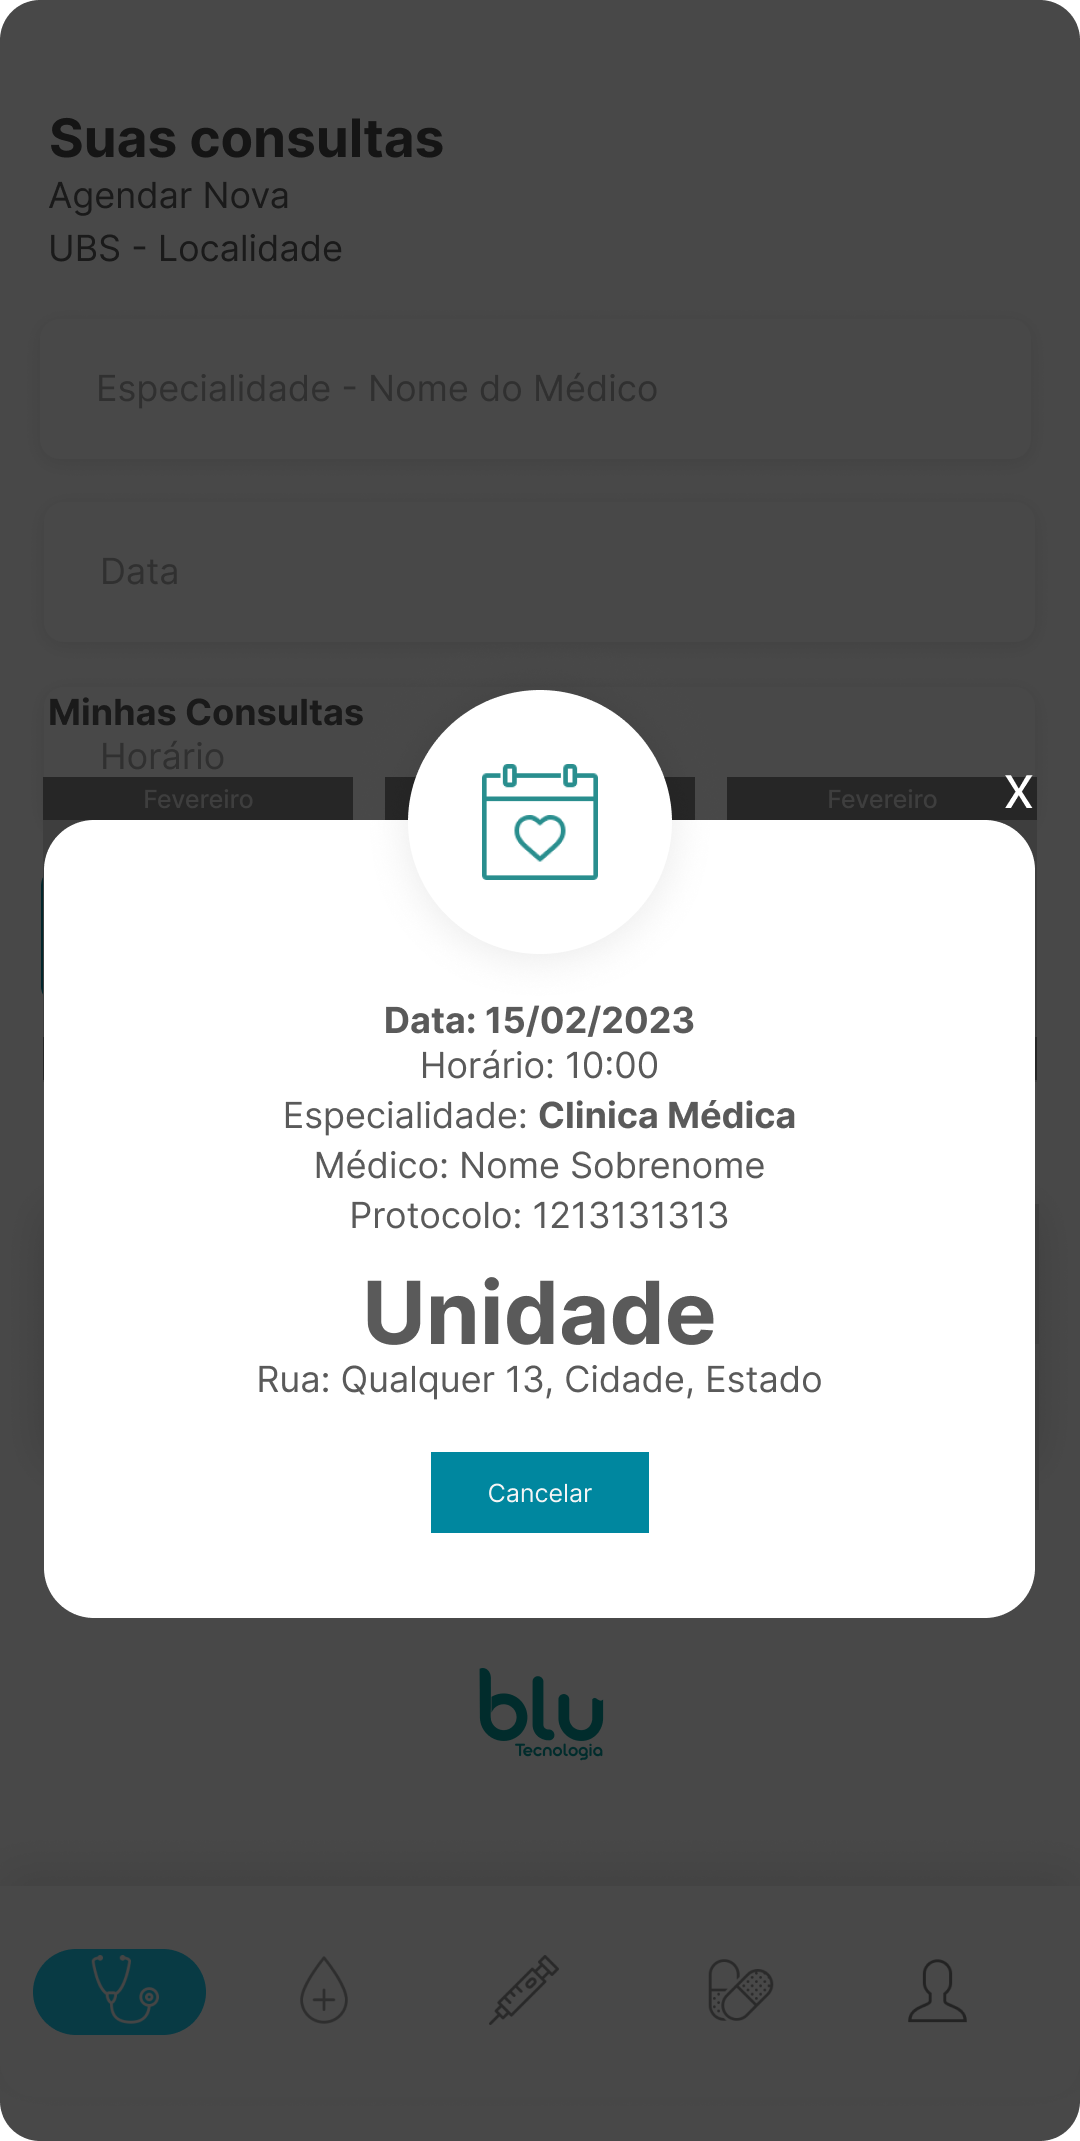 Suas consultas
Agendar Nova
UBS - Localidade
Especialidade - Nome do Médico
Data
Minhas Consultas
Horário
Fevereiro
Fevereiro
X
Data: 15/02/2023
Horário: 10:00
Especialidade: Clinica Médica
Médico: Nome Sobrenome
Protocolo: 1213131313
Unidade
Rua: Qualquer 13, Cidade, Estado
Cancelar
blu
Tecnologia